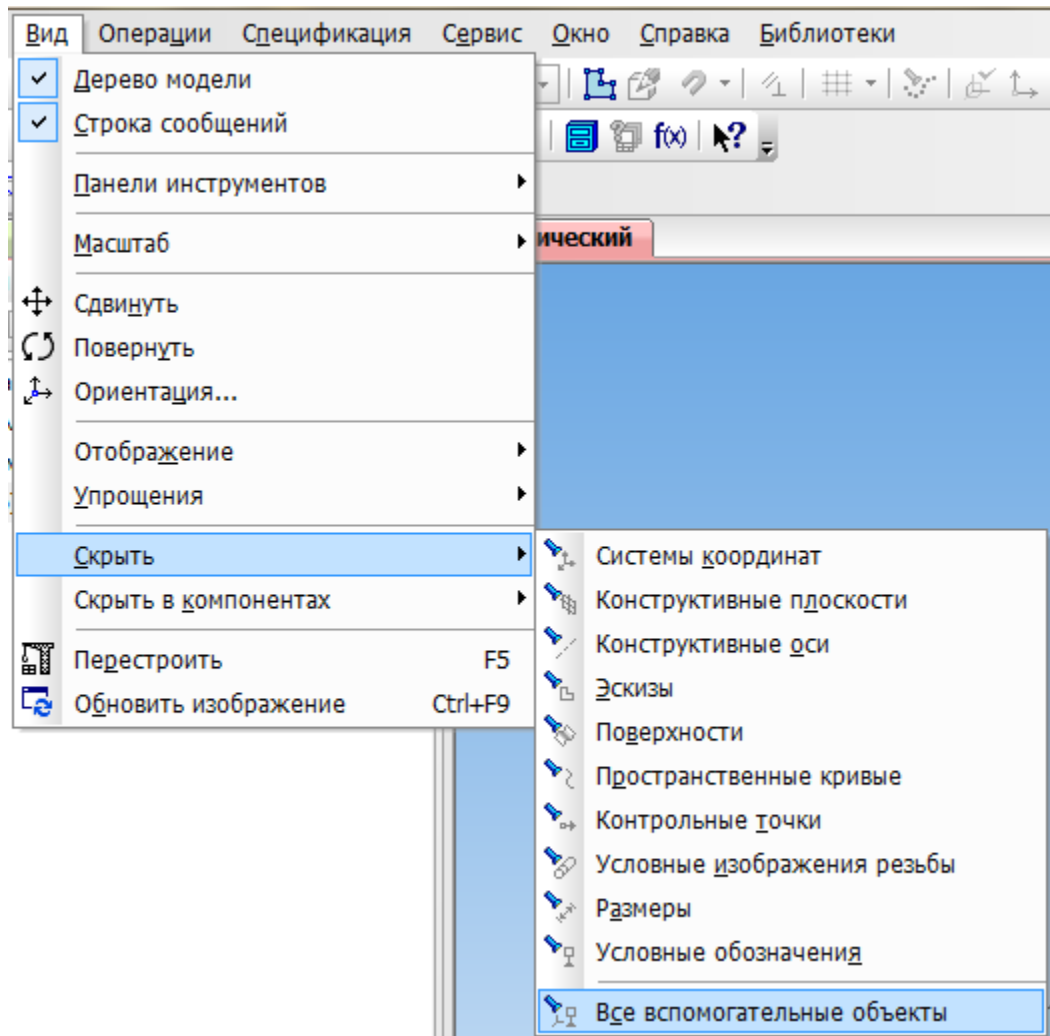 Вид Операции Спецификация Сервис Окно Справка Библиотеки
Дерево модели
Строка сообщений
f(x) ?
Панели инструментов
Масштаб
ический
Сдвинуть
Повернуть
Ориентация...
Отображение
Упрощения
Скрыть
Скрыть в компонентах
Перестроить F5
Обновить изображение Ctrl+F9
Системы координат
Конструктивные плоскости
Конструктивные оси
Эскизы
Поверхности
Пространственные кривые
Контрольные точки
Условные изображения резьбы
Размеры
Условные обозначения
Все вспомогательные объекты